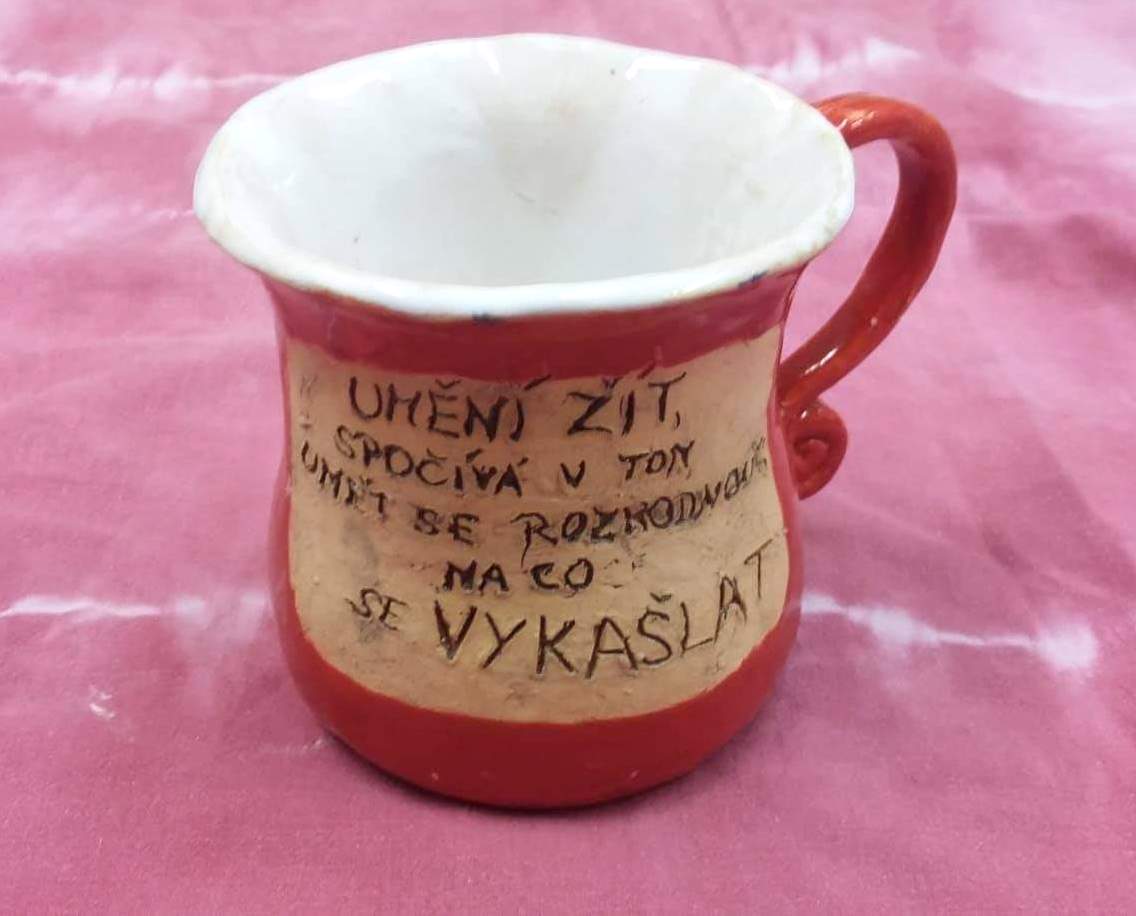 UMĚNÍ ŽÍT,
SPOČÍVÁ V TOM
UMĚT SE ROZHODNOUT
NA CO
SE VYKAŠLAT